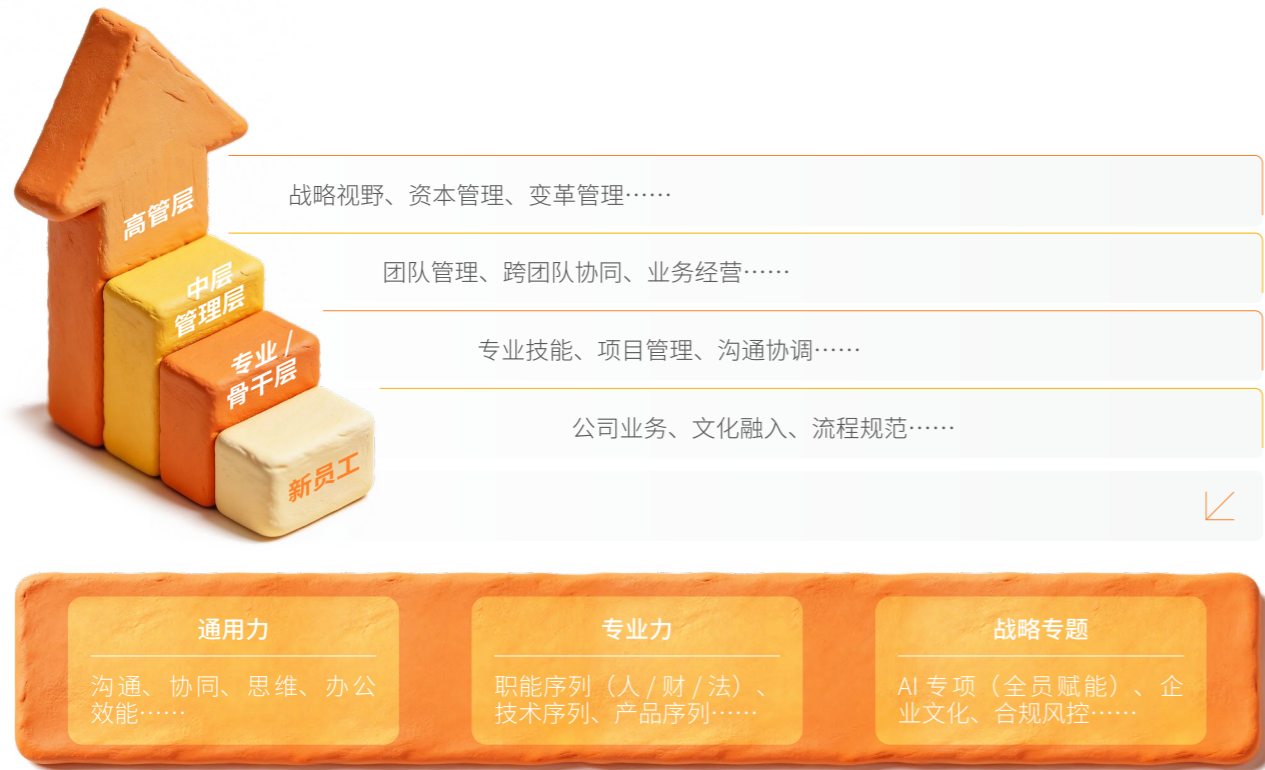 高管层
战略视野、资本管理、变革管理……
中层
管理层
团队管理、跨团队协同、业务经营……
专业 /
骨干层
专业技能、项目管理、沟通协调……
新员工
公司业务、文化融入、流程规范……
通用力
沟通、协同、思维、办公
效能……
专业力
职能序列（人 / 财 / 法）、
技术序列、产品序列……
战略专题
AI 专项（全员赋能）、企
业文化、合规风控……